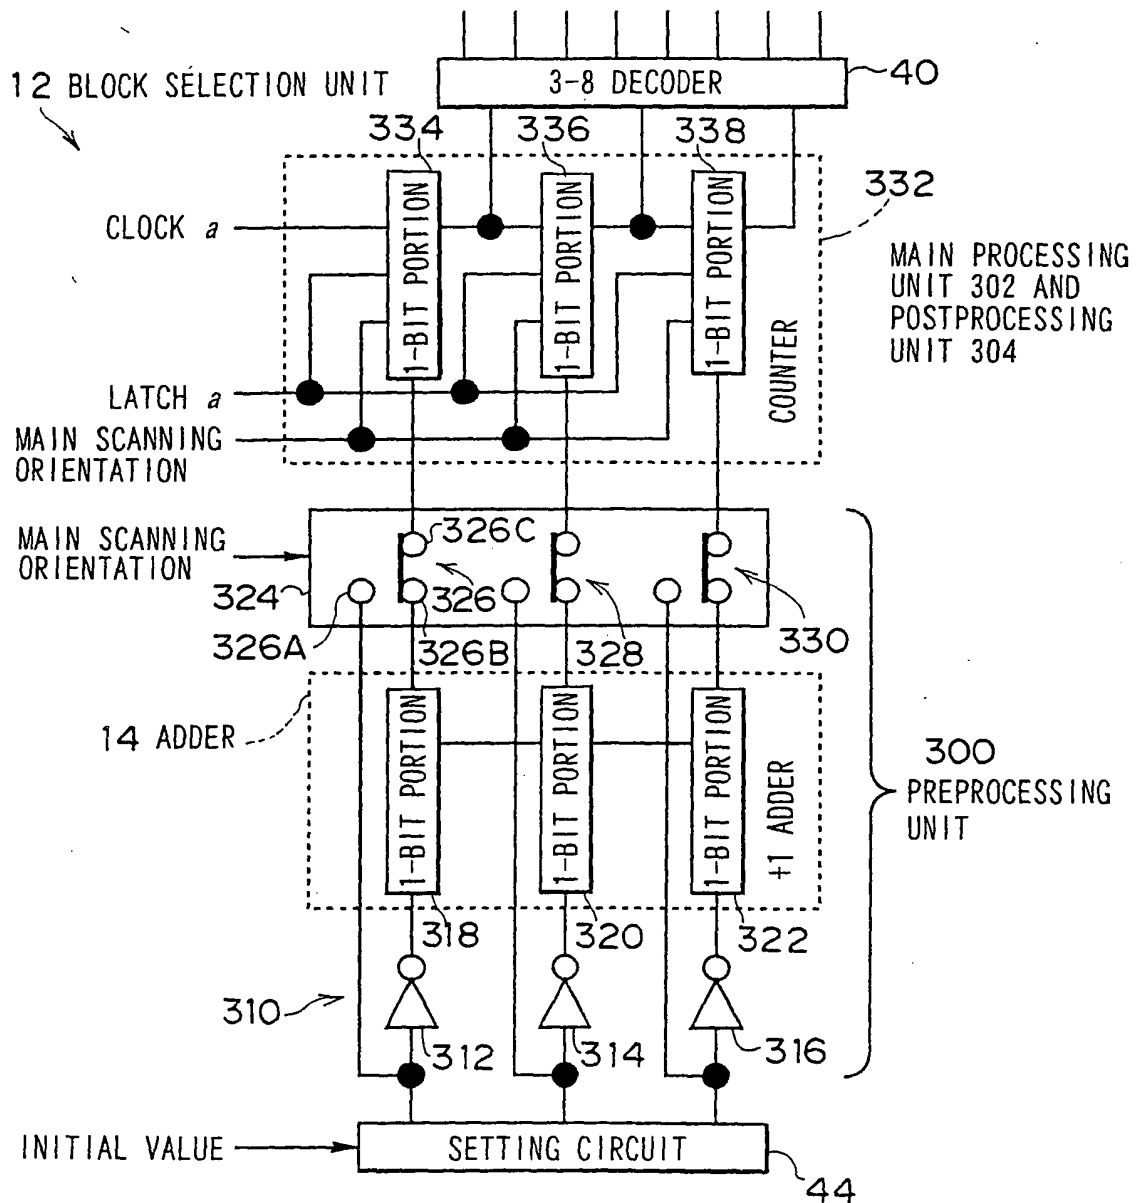 3-8 DECODER
40
12 BLOCK SELECTION UNIT
334
336
338
332
CLOCK a
1-BIT PORTION
1-BIT PORTION
1-BIT PORTION
MAIN PROCESSING
UNIT 302 AND
POSTPROCESSING
UNIT 304
COUNTER
LATCH a
MAIN SCANNING
ORIENTATION
MAIN SCANNING
ORIENTATION
326C
324
326
326A
326B
328
330
14 ADDER
1-BIT PORTION
1-BIT PORTION
1-BIT PORTION
+1 ADDER
300
PREPROCESSING
UNIT
318
320
322
310
312
314
316
INITIAL VALUE
SETTING CIRCUIT
44